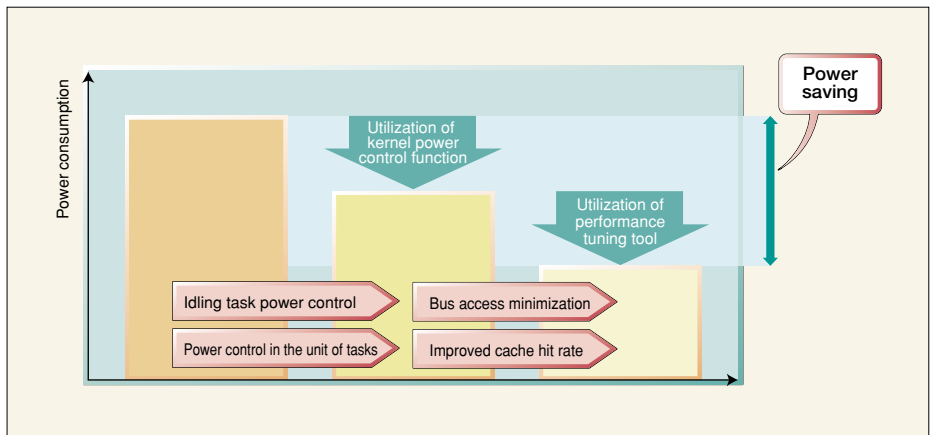 Power
saving
Power consumption
Utilization of
kernel power
control function
Utilization of
performance
tuning tool
Idling task power control
Bus access minimization
Power control in the unit of tasks
Improved cache hit rate